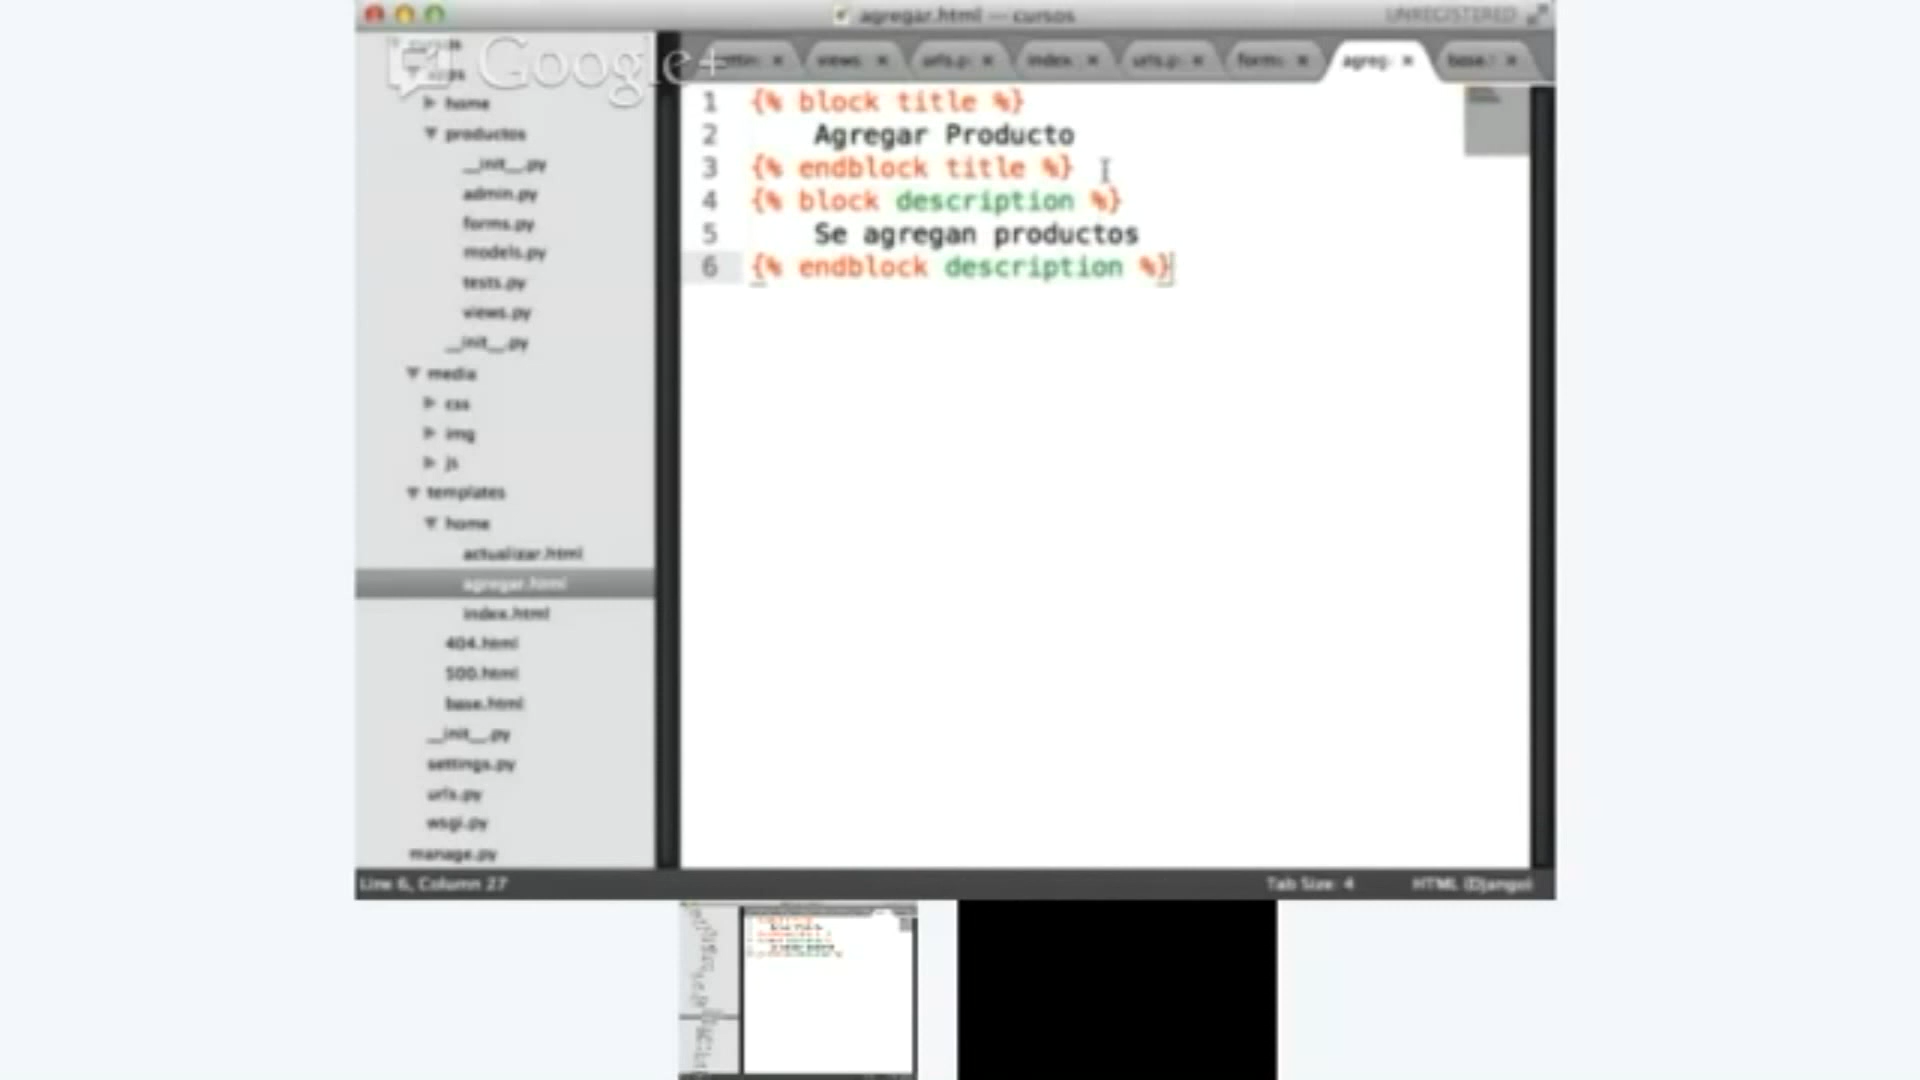 agregar.html — cursos
UNREGISTERED
Google+
views
urls.p
index
urls.p
forms
agreg
base.
home
productos
__init__.py
admin.py
forms.py
models.py
tests.py
views.py
__init__.py
media
css
img
js
templates
home
actualizar.html
agregar.html
index.html
404.html
500.html
base.html
__init__.py
settings.py
urls.py
wsgi.py
manage.py
1 {% block title %}
2 Agregar Producto
3 {% endblock title %}
4 {% block description %}
5 Se agregan productos
6 {% endblock description %}
Line 6, Column 27
Tab Size: 4
HTML (Django)